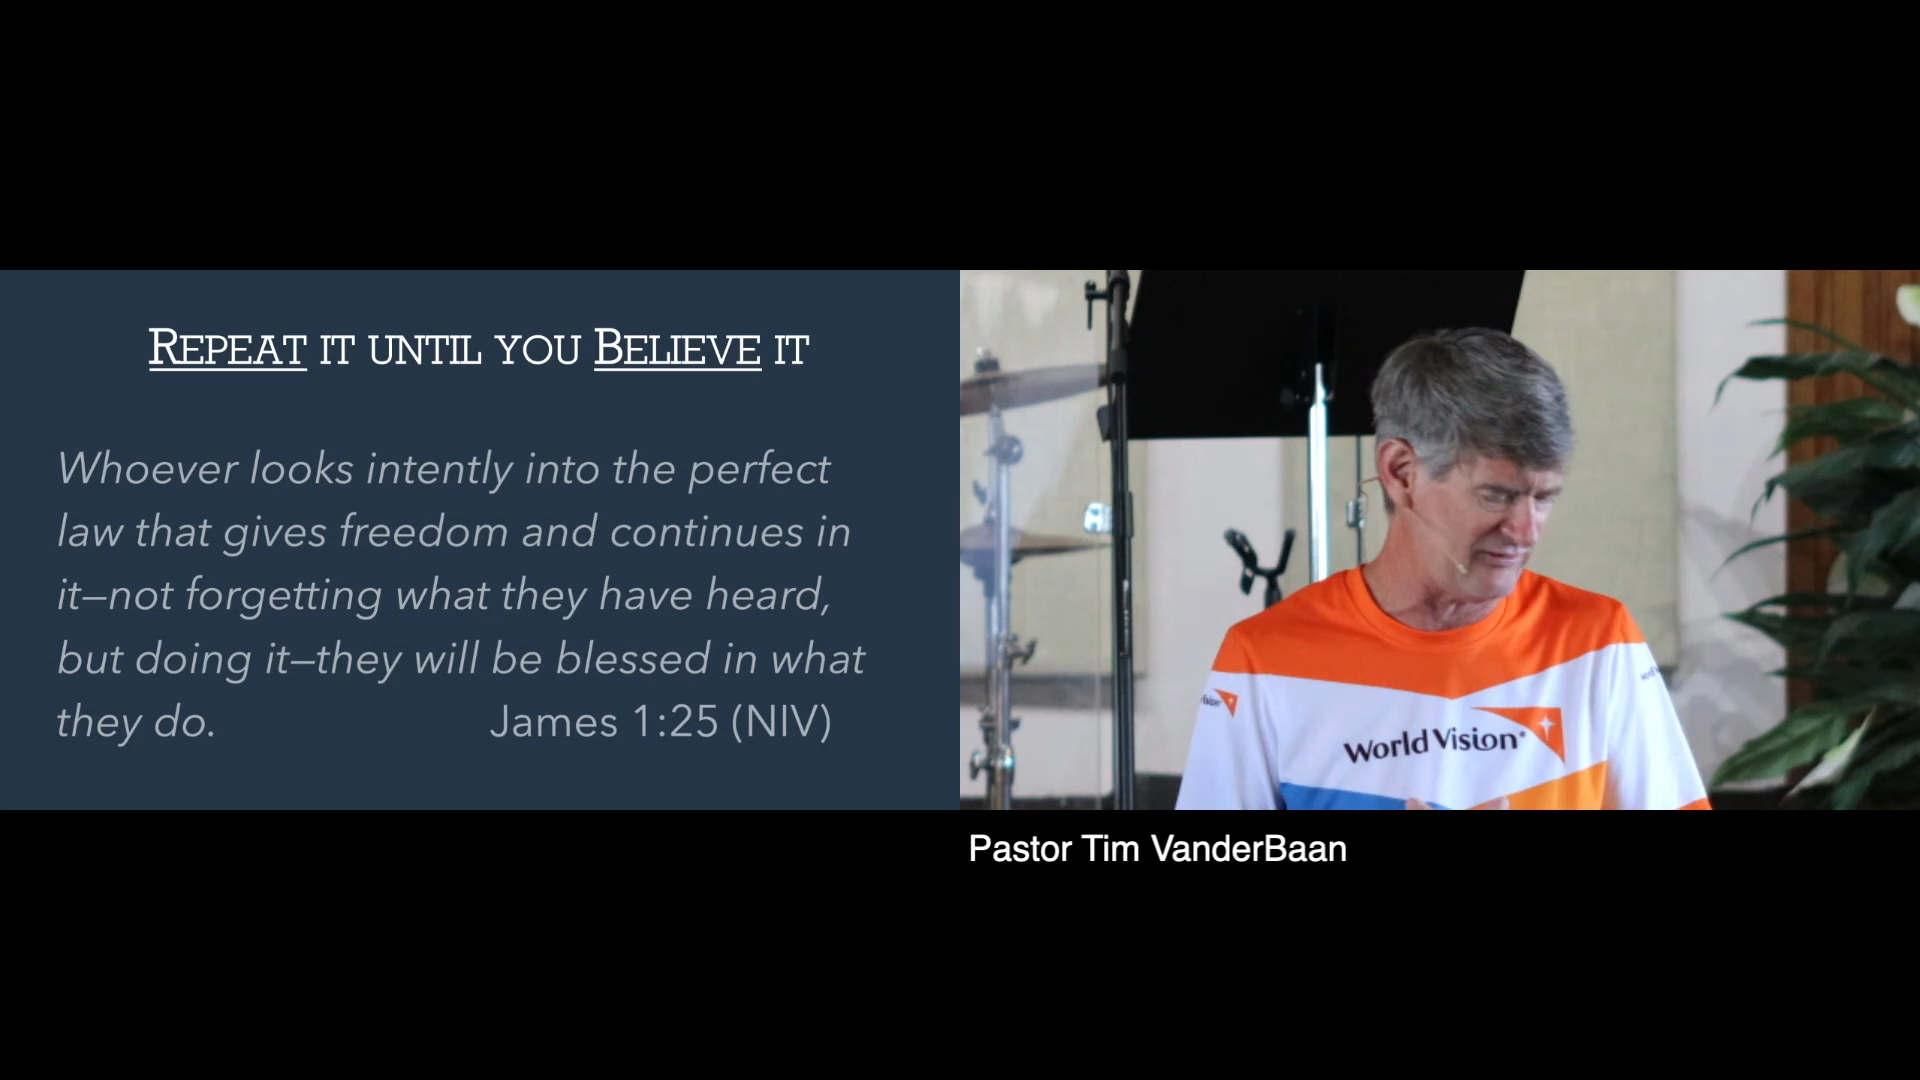 REPEAT IT UNTIL YOU BELIEVE IT
Whoever looks intently into the perfect
law that gives freedom and continues in
it—not forgetting what they have heard,
but doing it—they will be blessed in what
they do. James 1:25 (NIV)
World Vision
Pastor Tim VanderBaan